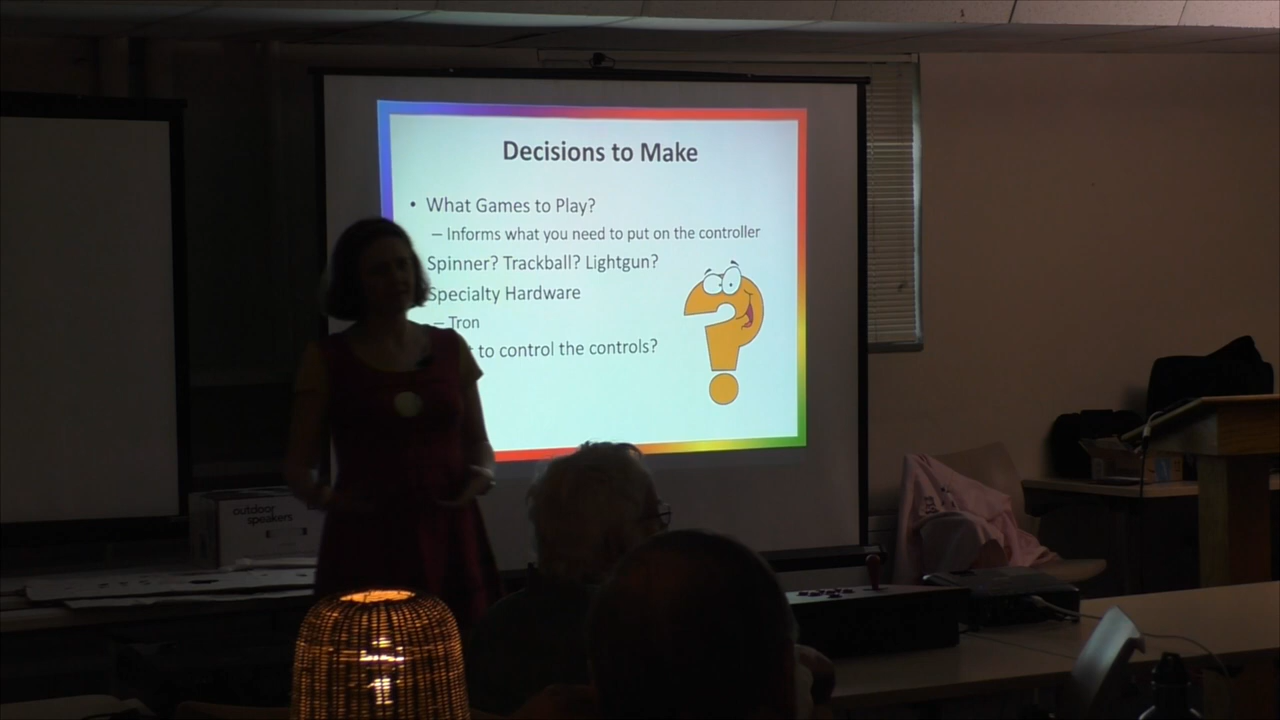 Decisions to Make
• What Games to Play?
– Informs what you need to put on the controller
Spinner? Trackball? Lightgun?
Specialty Hardware
– Tron
to control the controls?
outdoor
speakers